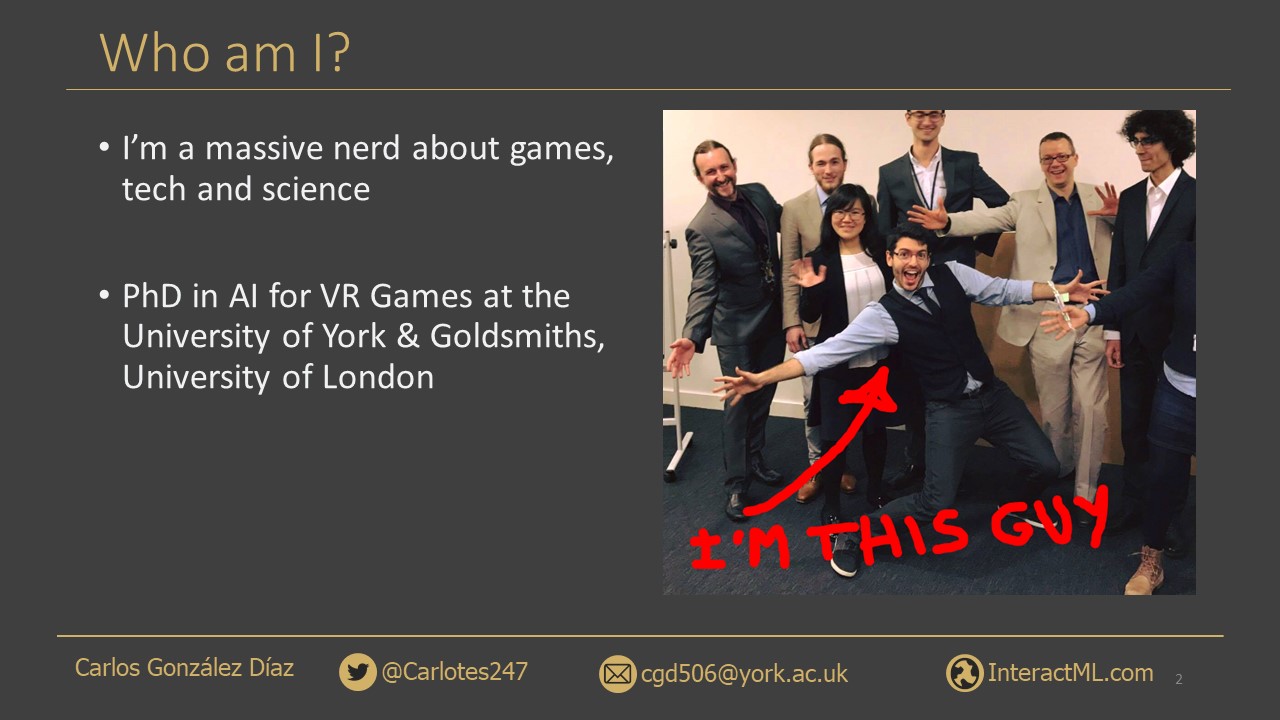 Who am I?
• I’m a massive nerd about games,
tech and science
• PhD in AI for VR Games at the
University of York & Goldsmiths,
University of London
I'M THIS GUY
Carlos González Díaz
@Carlotes247
cgd506@york.ac.uk
InteractML.com
2